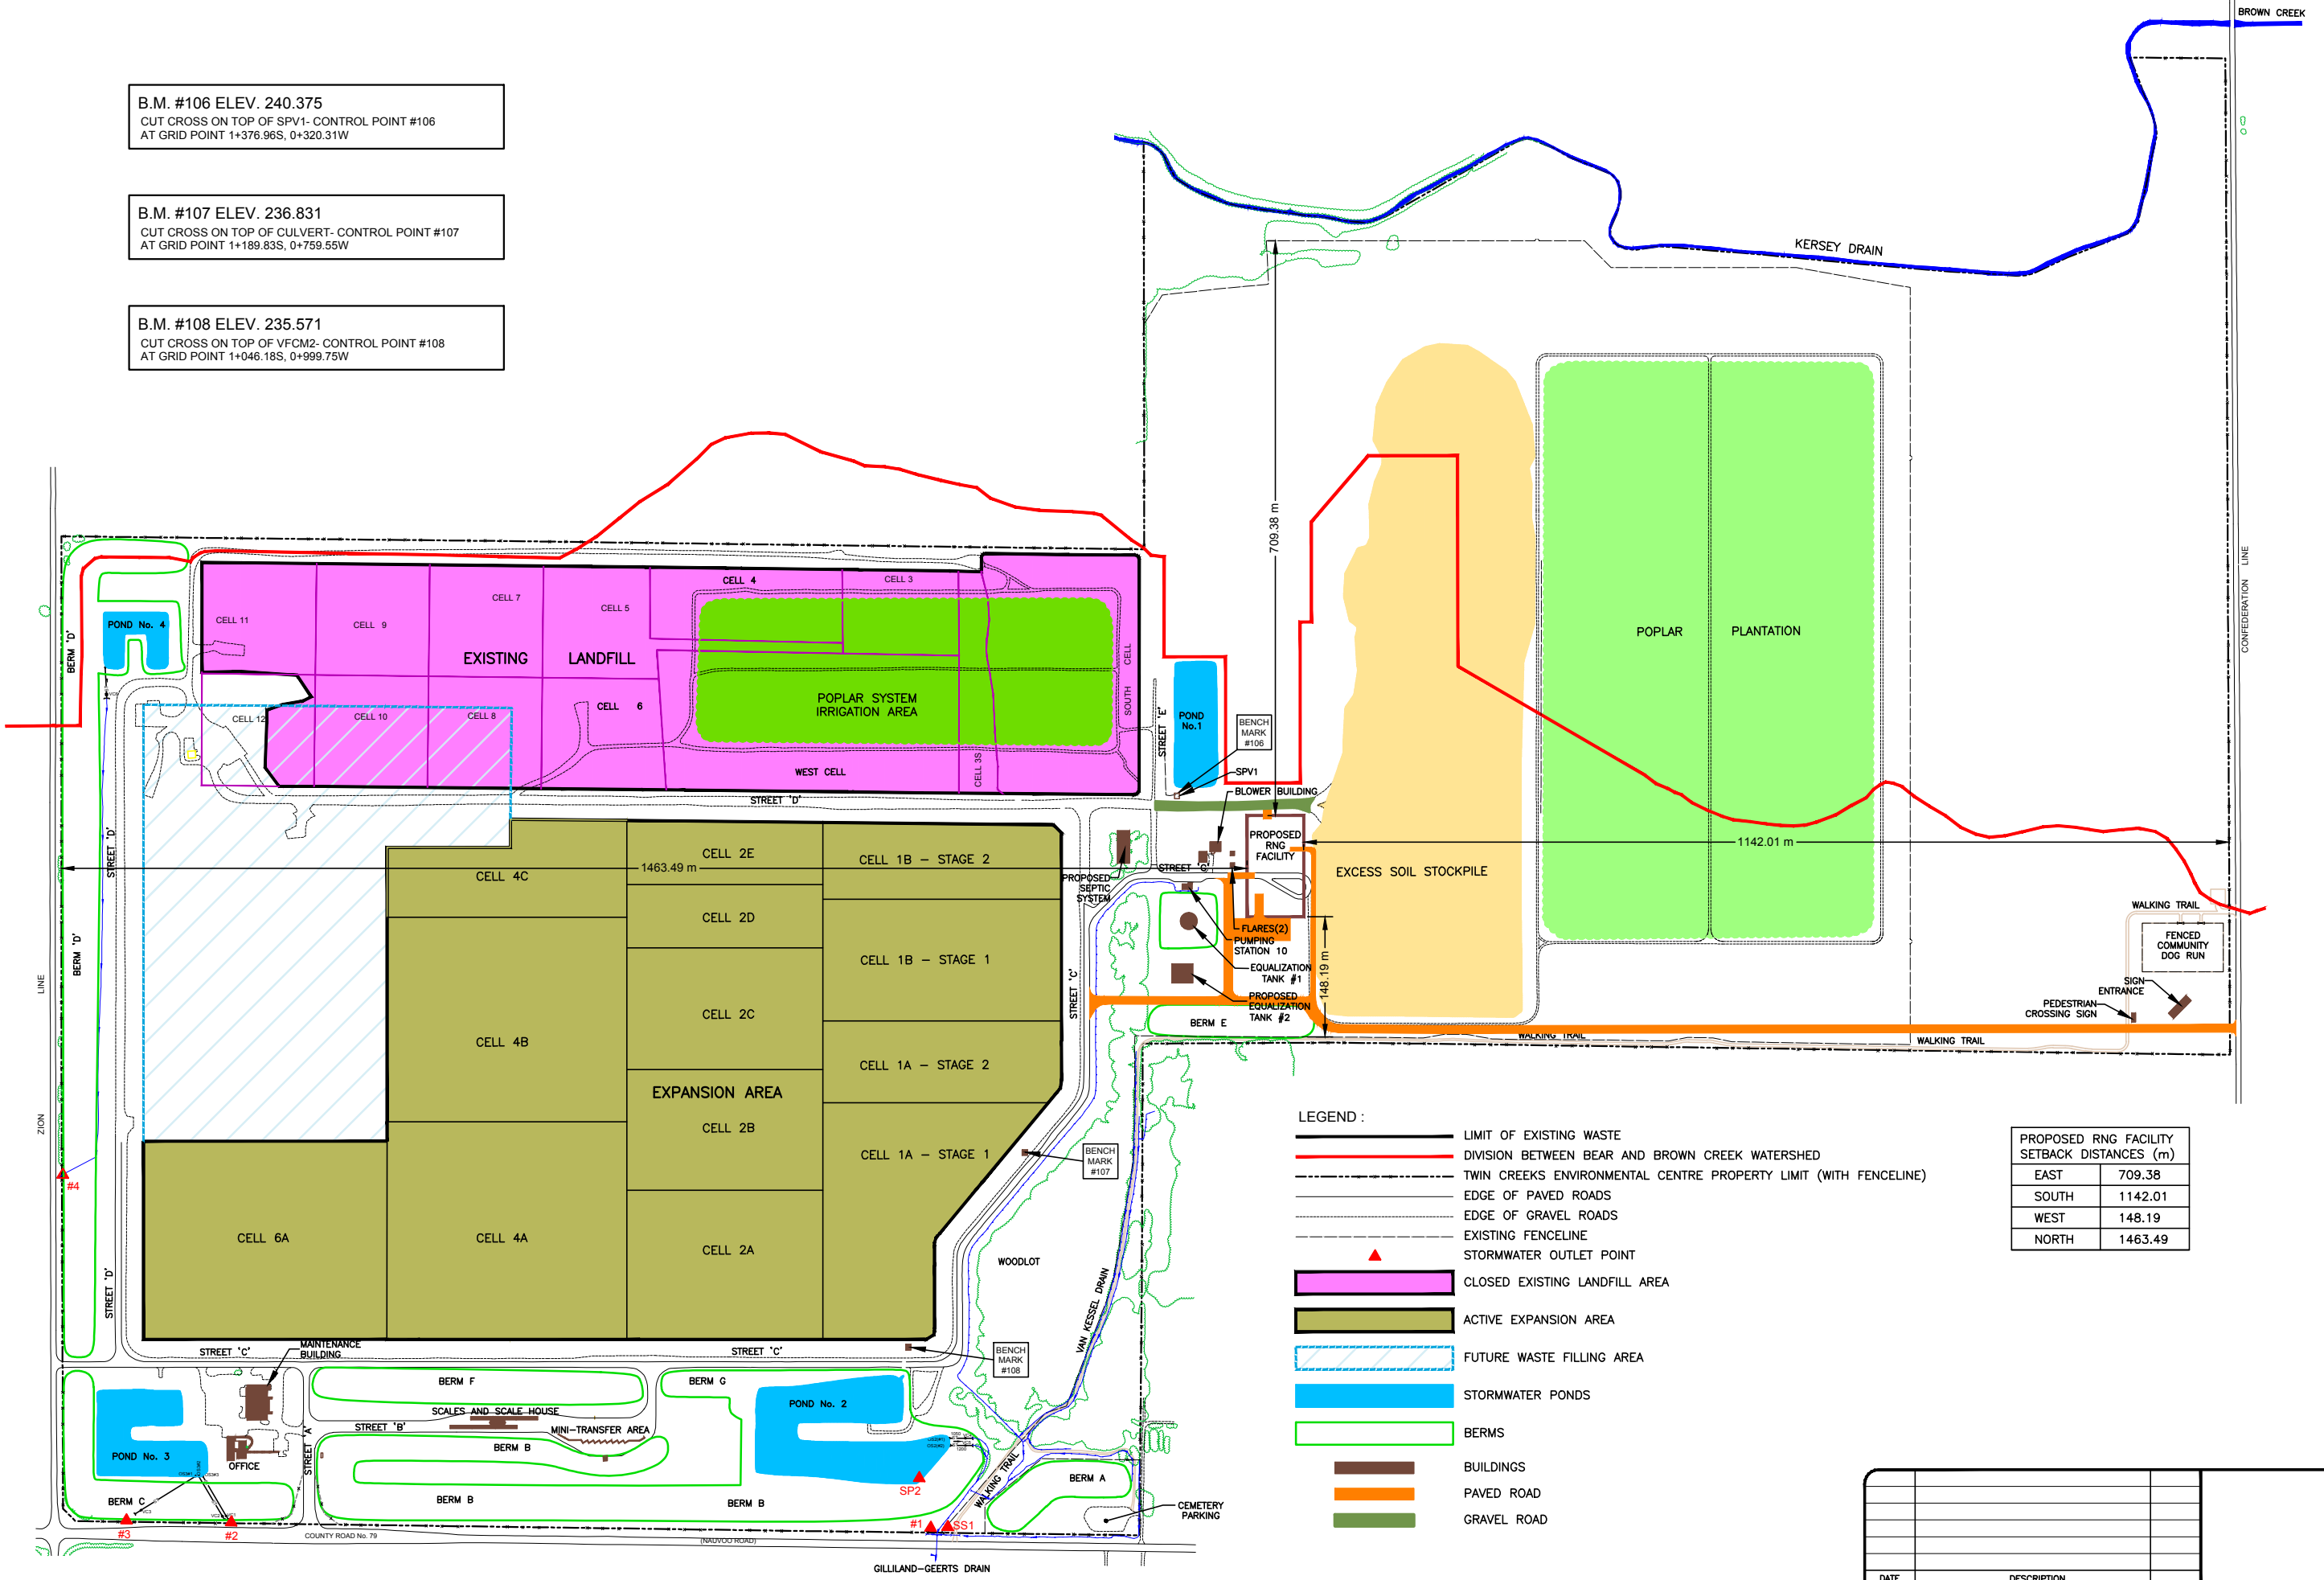 BROWN CREEK
B.M. #106 ELEV. 240.375
CUT CROSS ON TOP OF SPV1- CONTROL POINT #106
AT GRID POINT 1+376.96S, 0+320.31W
B.M. #107 ELEV. 236.831
CUT CROSS ON TOP OF CULVERT- CONTROL POINT #107
AT GRID POINT 1+189.83S, 0+759.55W
B.M. #108 ELEV. 235.571
CUT CROSS ON TOP OF VFCM2- CONTROL POINT #108
AT GRID POINT 1+046.18S, 0+999.75W
KERSEY DRAIN
709.38 m
CONFEDERATION LINE
POPLAR PLANTATION
CELL 4
CELL 3
CELL 7
CELL 5
CELL 11
CELL 9
POND No. 4
BERM 'D'
EXISTING LANDFILL
SOUTH CELL
POPLAR SYSTEM
IRRIGATION AREA
CELL 6
CELL 12
CELL 10
CELL 8
WEST CELL
CELL 3S
STREET 'E'
POND
No.1
BENCH
MARK
#106
SPV1
BLOWER BUILDING
STREET 'D'
STREET 'D'
PROPOSED
RNG
FACILITY
1142.01 m
1463.49 m
CELL 2E
CELL 1B – STAGE 2
CELL 4C
STREET 'C'
PROPOSED
SEPTIC
SYSTEM
EXCESS SOIL STOCKPILE
CELL 2D
FLARES(2)
PUMPING
STATION 10
EQUALIZATION
TANK #1
PROPOSED
EQUALIZATION
TANK #2
148.19 m
WALKING TRAIL
FENCED
COMMUNITY
DOG RUN
SIGN
ENTRANCE
PEDESTRIAN
CROSSING SIGN
BERM 'D'
LINE
ZION
CELL 1B – STAGE 1
CELL 2C
CELL 4B
STREET 'C'
BERM E
WALKING TRAIL
WALKING TRAIL
CELL 1A – STAGE 2
EXPANSION AREA
CELL 2B
CELL 1A – STAGE 1
BENCH
MARK
#107
#4
CELL 6A
CELL 4A
CELL 2A
WOODLOT
STREET 'D'
VAN KESSEL DRAIN
LEGEND :
LIMIT OF EXISTING WASTE
DIVISION BETWEEN BEAR AND BROWN CREEK WATERSHED
TWIN CREEKS ENVIRONMENTAL CENTRE PROPERTY LIMIT (WITH FENCELINE)
EDGE OF PAVED ROADS
EDGE OF GRAVEL ROADS
EXISTING FENCELINE
STORMWATER OUTLET POINT
CLOSED EXISTING LANDFILL AREA
ACTIVE EXPANSION AREA
FUTURE WASTE FILLING AREA
STORMWATER PONDS
BERMS
BUILDINGS
PAVED ROAD
GRAVEL ROAD
PROPOSED RNG FACILITY
SETBACK DISTANCES (m)
EAST 709.38
SOUTH 1142.01
WEST 148.19
NORTH 1463.49
STREET 'C'
MAINTENANCE
BUILDING
STREET 'C'
BENCH
MARK
#108
BERM F
BERM G
POND No. 2
SCALES AND SCALE HOUSE
STREET 'B'
MINI-TRANSFER AREA
BERM B
POND No. 3
OFFICE
STREET 'A'
BERM C
BERM B
BERM B
SP2
WALKING TRAIL
BERM A
CEMETERY
PARKING
#3
#2
#1
SS1
COUNTY ROAD No. 79
(NAUVOO ROAD)
GILLILAND–GEERTS DRAIN
DATE DESCRIPTION